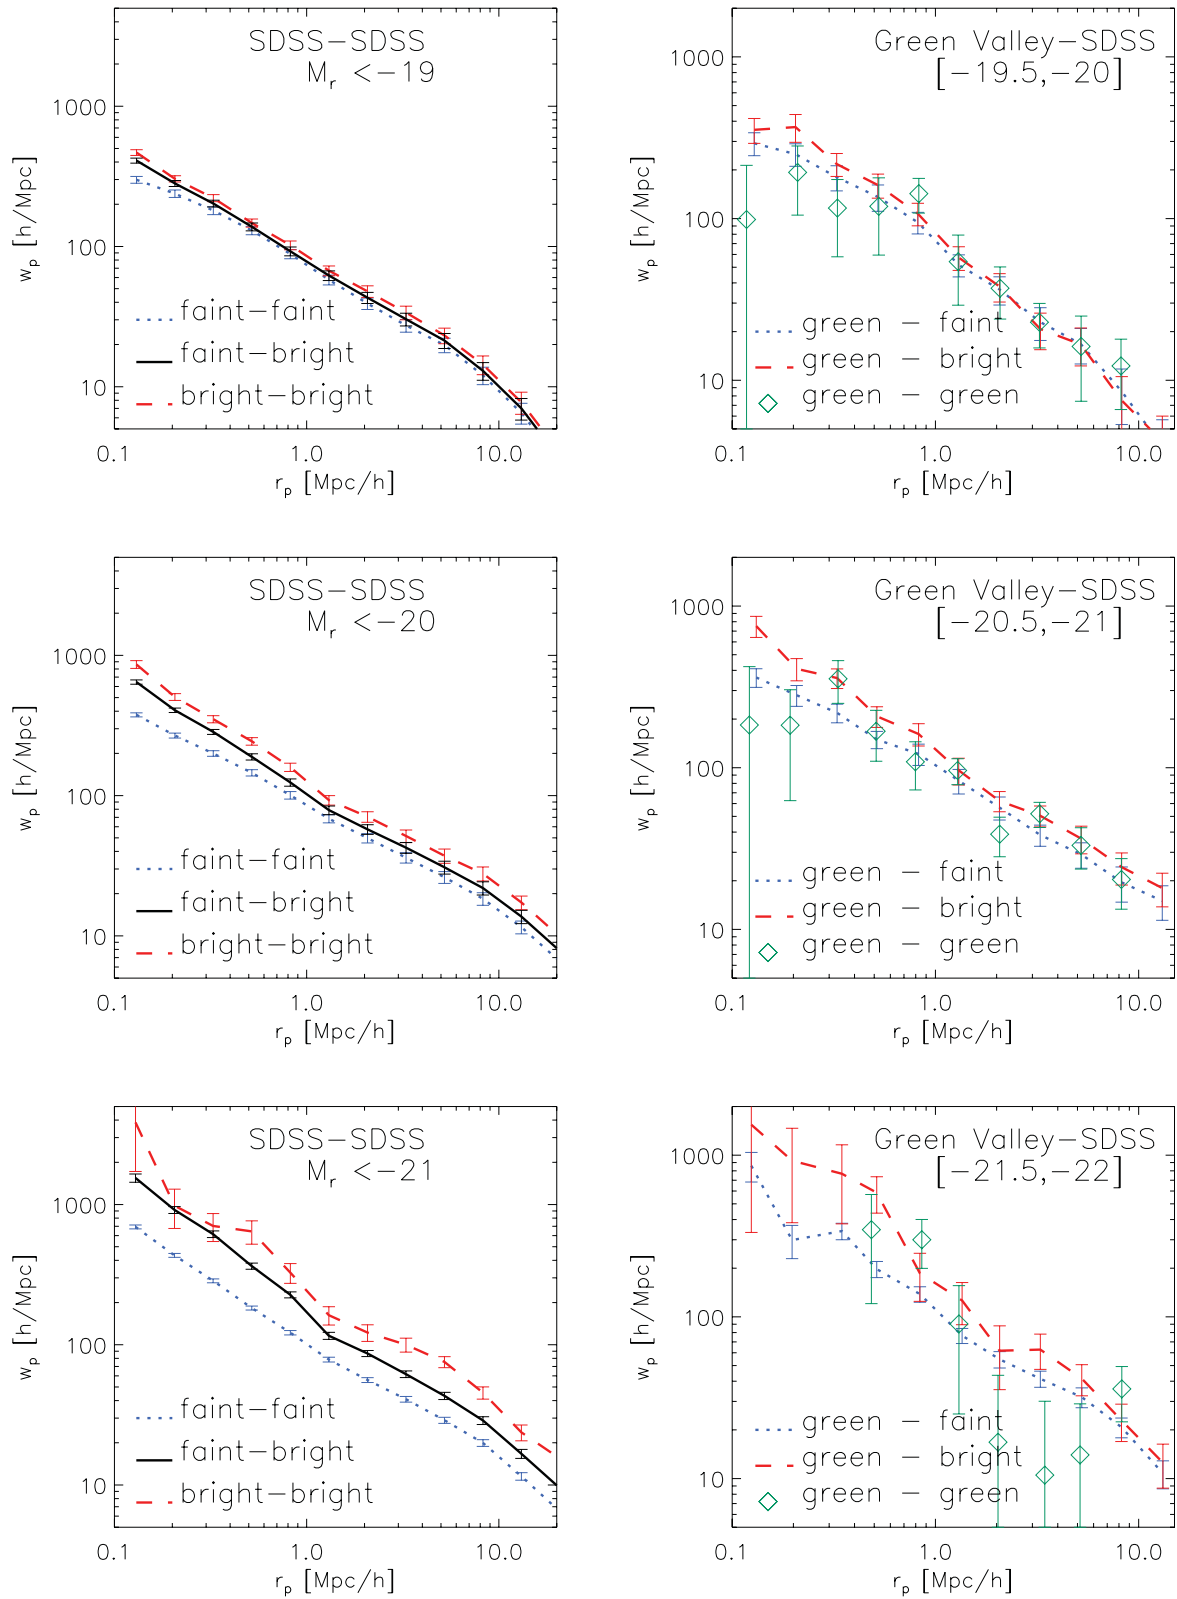 SDSS−SDSS
M_r <−19
1000
100
10
w_p [h/Mpc]
faint−faint
faint−bright
bright−bright
0.1 1.0 10.0
r_p [Mpc/h]
Green Valley−SDSS
[−19.5,−20]
1000
100
10
w_p [h/Mpc]
green − faint
green − bright
green − green
0.1 1.0 10.0
r_p [Mpc/h]
SDSS−SDSS
M_r <−20
1000
100
10
w_p [h/Mpc]
faint−faint
faint−bright
bright−bright
0.1 1.0 10.0
r_p [Mpc/h]
Green Valley−SDSS
[−20.5,−21]
1000
100
10
w_p [h/Mpc]
green − faint
green − bright
green − green
0.1 1.0 10.0
r_p [Mpc/h]
SDSS−SDSS
M_r <−21
1000
100
10
w_p [h/Mpc]
faint−faint
faint−bright
bright−bright
0.1 1.0 10.0
r_p [Mpc/h]
Green Valley−SDSS
[−21.5,−22]
1000
100
10
w_p [h/Mpc]
green − faint
green − bright
green − green
0.1 1.0 10.0
r_p [Mpc/h]